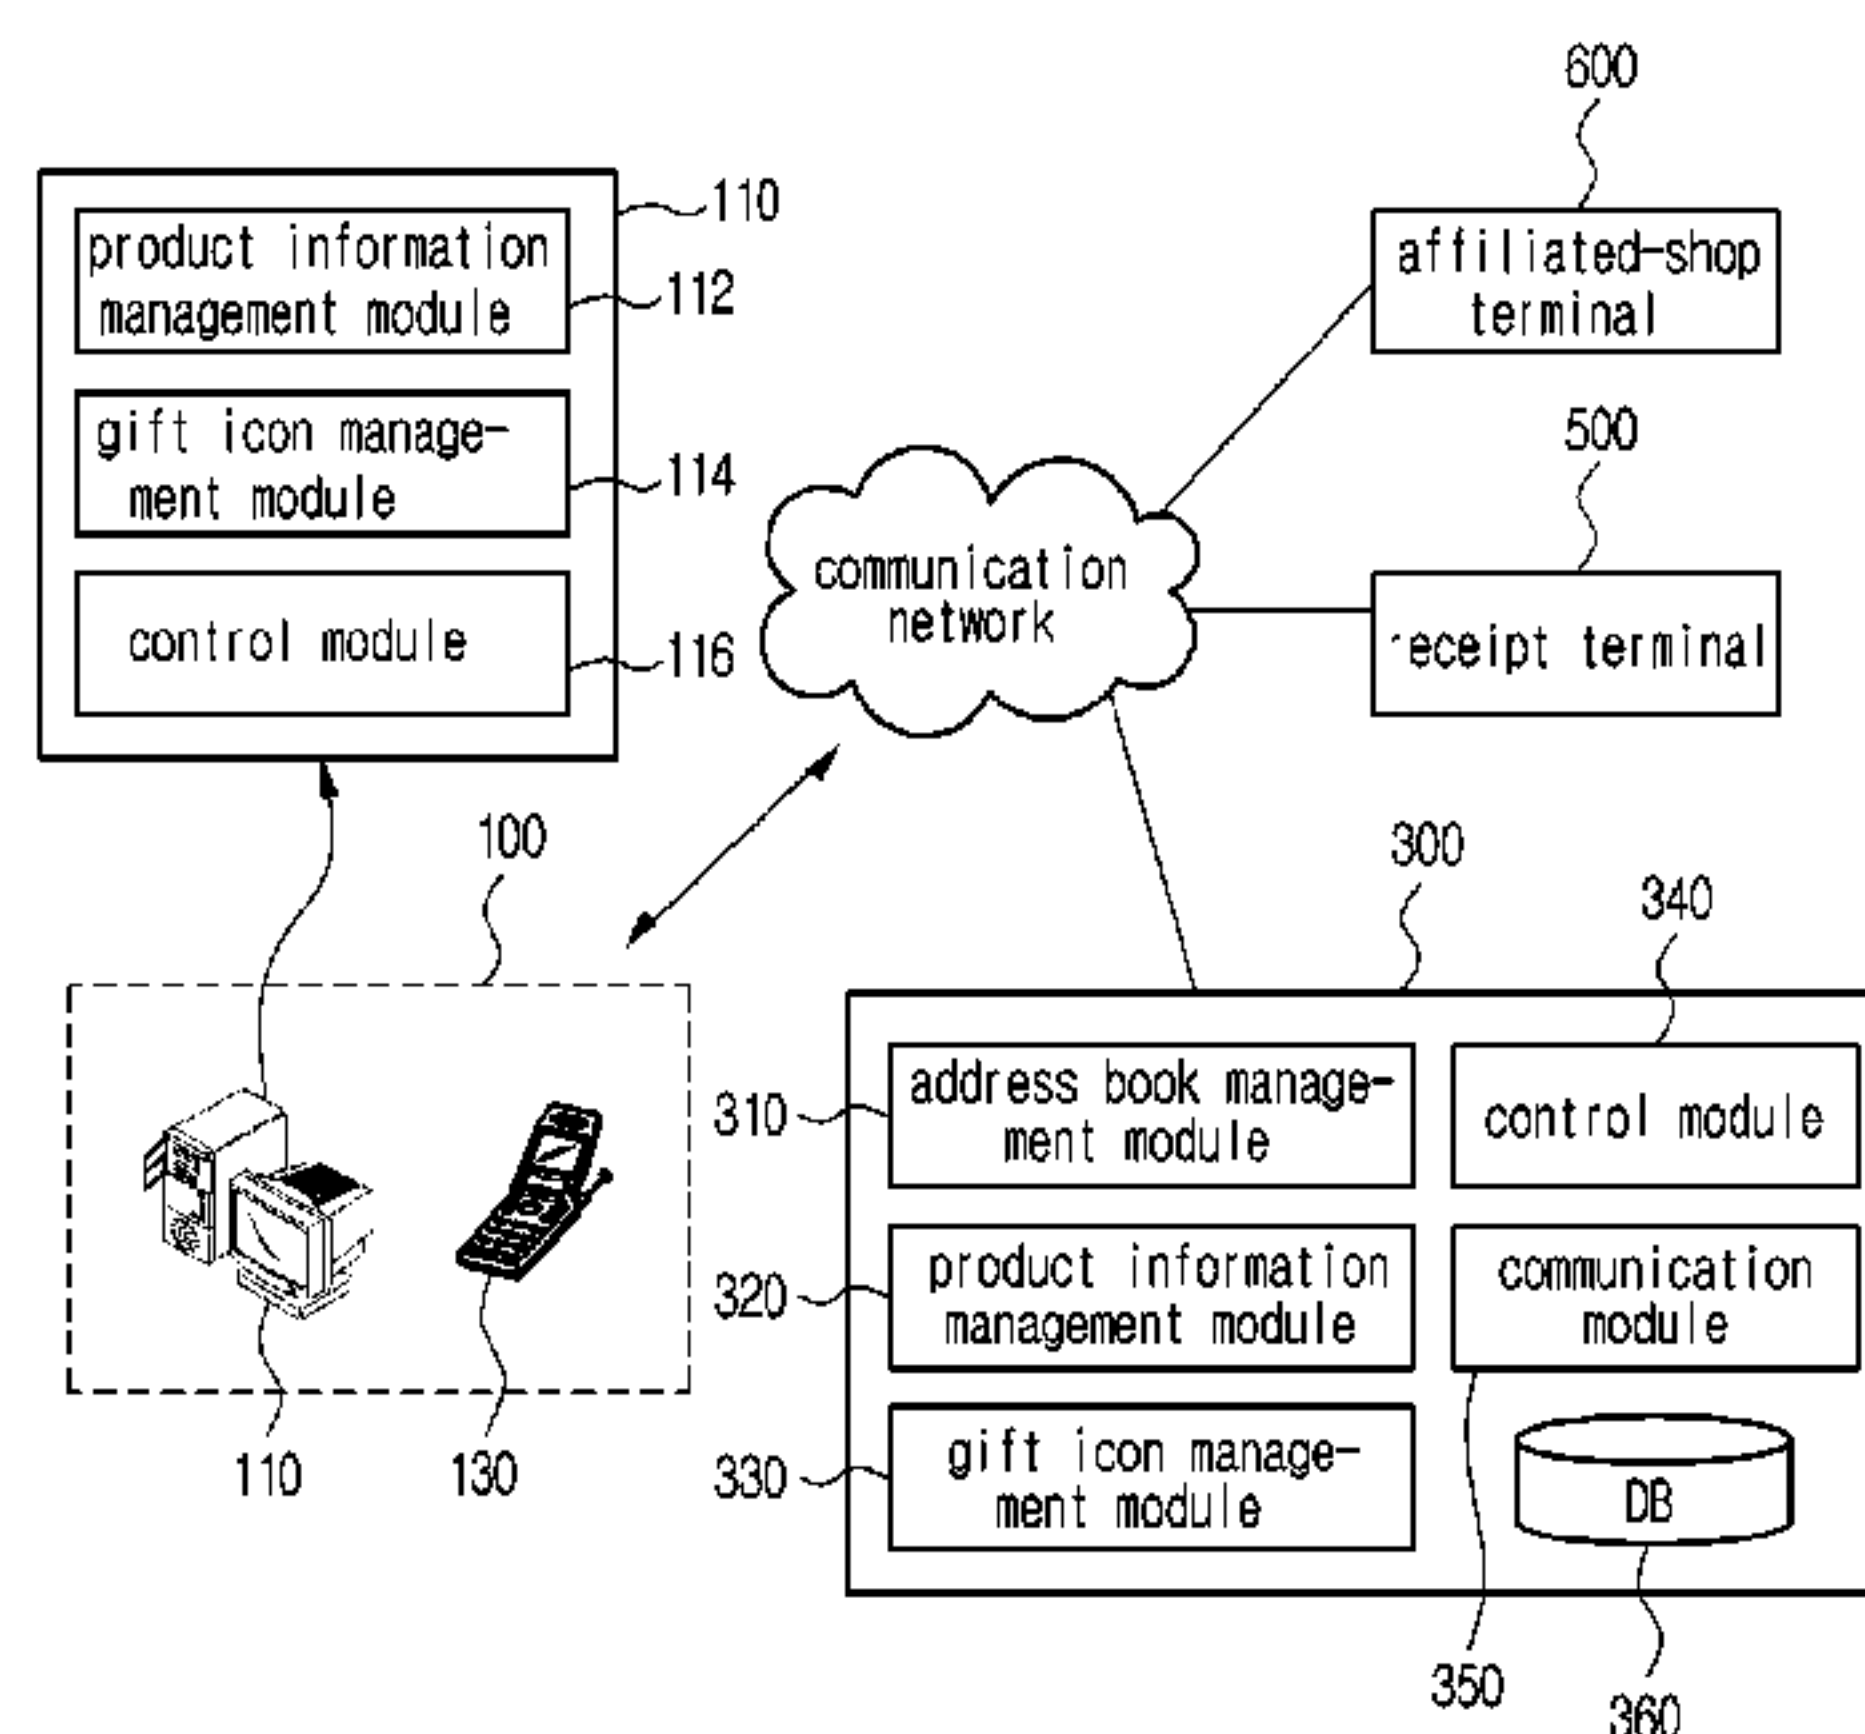 600
110
product information
management module
112
affiliated-shop
terminal
gift icon manage-
ment module
114
500
communication
network
control module
116
receipt terminal
100
300
340
310
address book manage-
ment module
control module
320
product information
management module
communication
module
110
130
330
gift icon manage-
ment module
DB
350
360